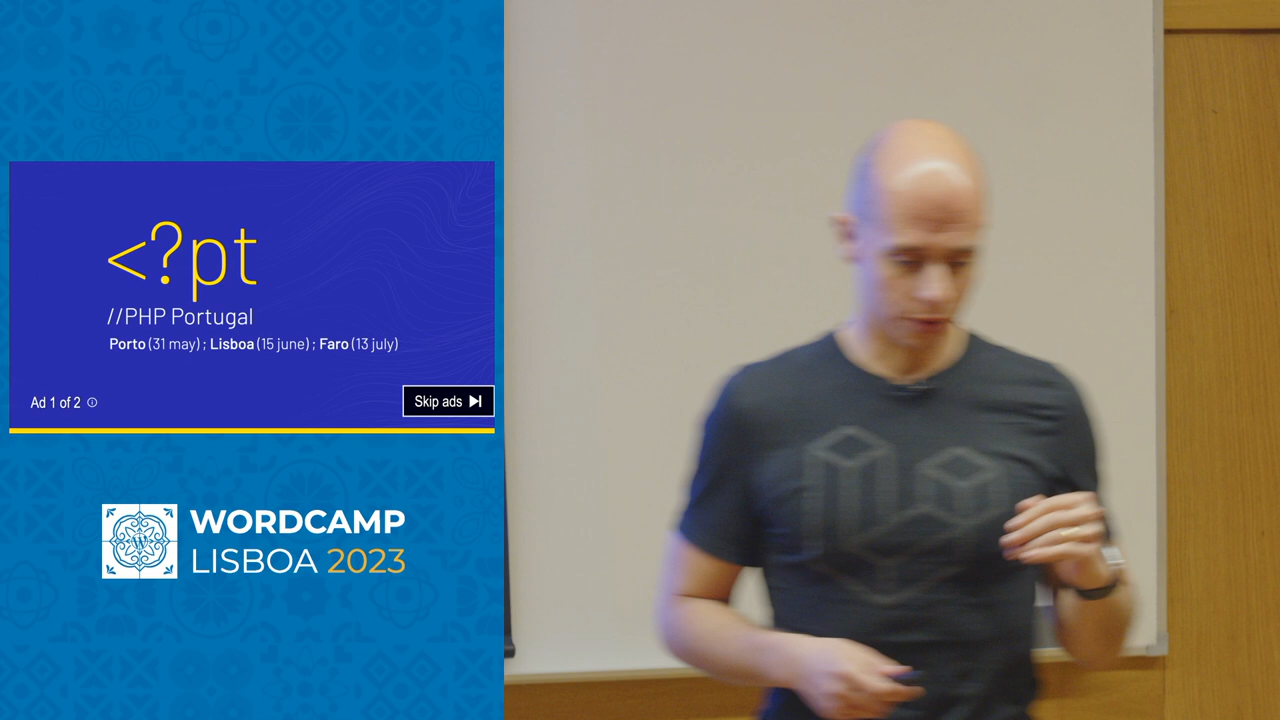 <?pt
//PHP Portugal
Porto (31 may) ; Lisboa (15 june) ; Faro (13 july)
Ad 1 of 2
Skip ads
WORDCAMP
LISBOA 2023